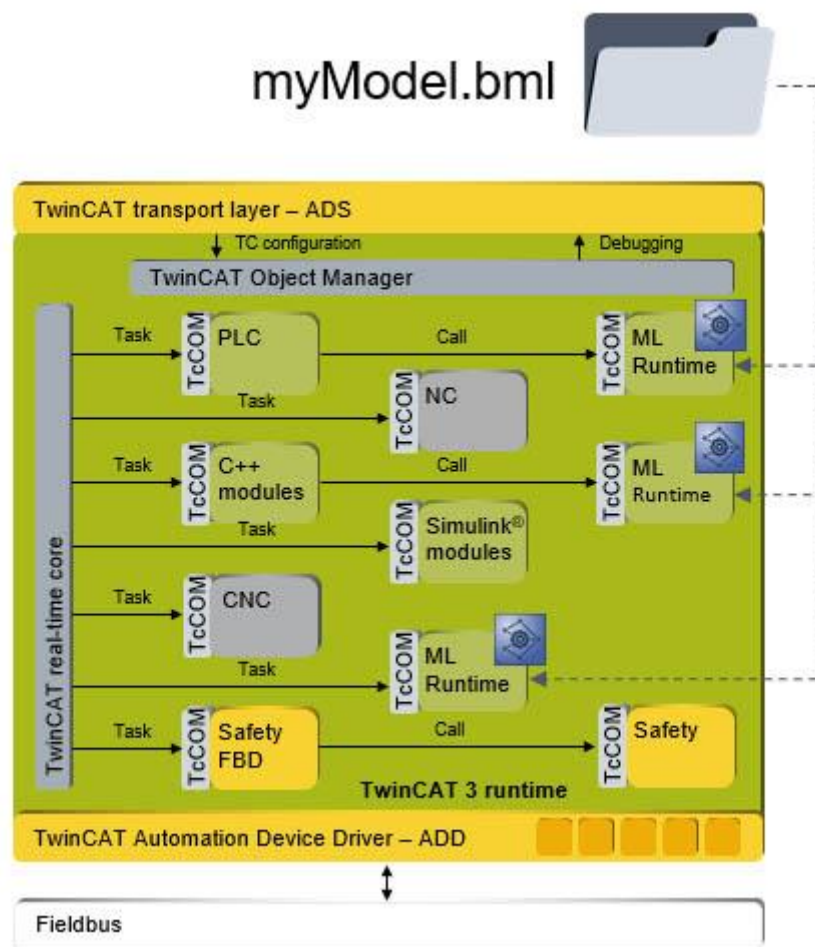 myModel.bml
TwinCAT transport layer – ADS
TC configuration
Debugging
TwinCAT Object Manager
TwinCAT real-time core
Task
TcCOM
PLC
Call
TcCOM
ML
Runtime
Task
TcCOM
NC
Task
TcCOM
C++
modules
Call
TcCOM
ML
Runtime
Task
TcCOM
Simulink®
modules
Task
TcCOM
CNC
Task
TcCOM
ML
Runtime
Task
TcCOM
Safety
FBD
Call
TcCOM
Safety
TwinCAT 3 runtime
TwinCAT Automation Device Driver – ADD
Fieldbus